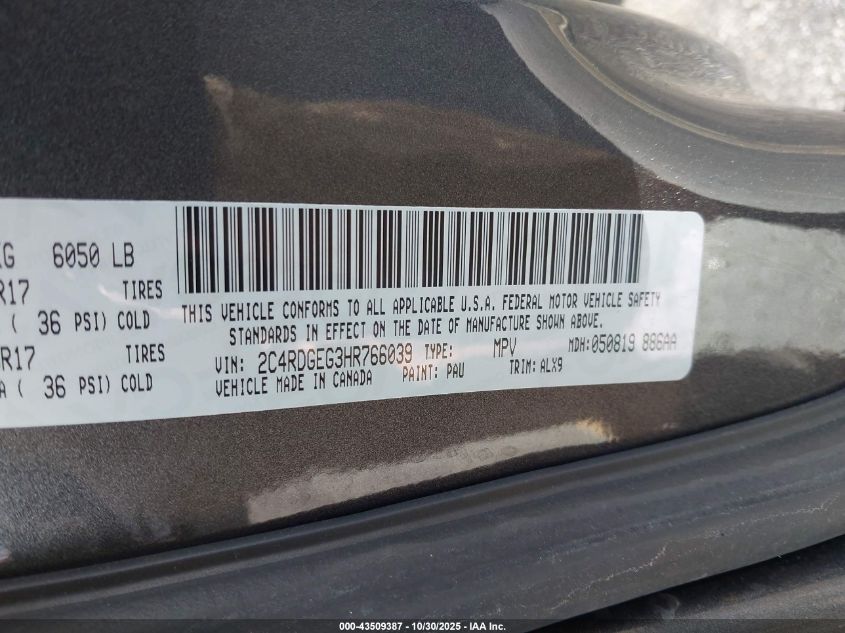 KG 6050 LB
R17 TIRES
( 36 PSI) COLD
R17 TIRES
A ( 36 PSI) COLD
THIS VEHICLE CONFORMS TO ALL APPLICABLE U.S.A. FEDERAL MOTOR VEHICLE SAFETY
STANDARDS IN EFFECT ON THE DATE OF MANUFACTURE SHOWN ABOVE.
VIN: 2C4RDGEG3HR766039 TYPE: MPV MDH:050819 886AA
VEHICLE MADE IN CANADA PAINT: PAU TRIM: ALX9
000-43509387 - 10/30/2025 - IAA Inc.